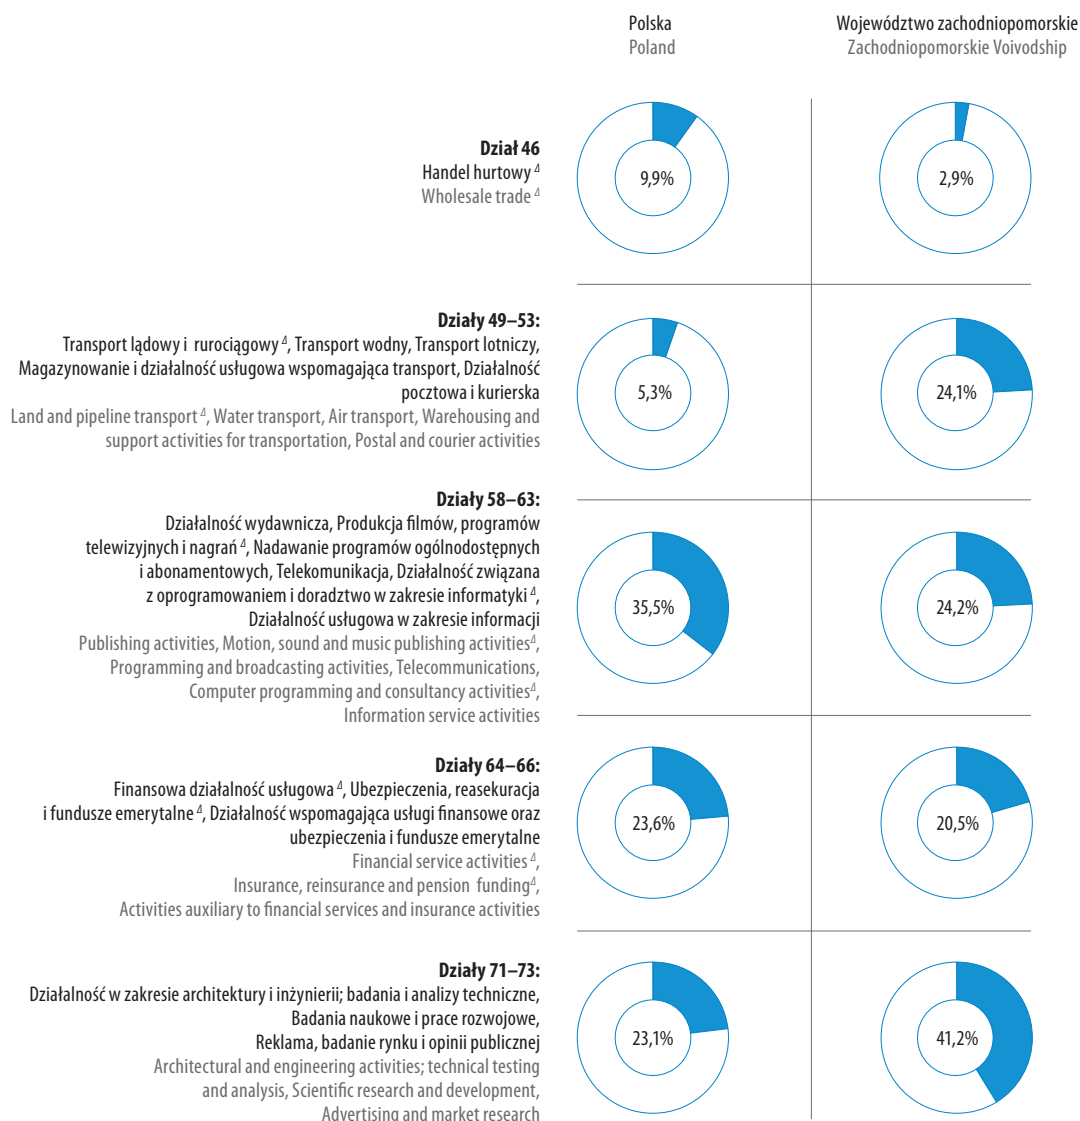 Polska
Poland
Województwo zachodniopomorskie
Zachodniopomorskie Voivodship
Dział 46
Handel hurtowy Δ
Wholesale trade Δ
9,9%
2,9%
Działy 49–53:
Transport lądowy i rurociągowy Δ, Transport wodny, Transport lotniczy,
Magazynowanie i działalność usługowa wspomagająca transport, Działalność
pocztowa i kurierska
Land and pipeline transport Δ, Water transport, Air transport, Warehousing and
support activities for transportation, Postal and courier activities
5,3%
24,1%
Działy 58–63:
Działalność wydawnicza, Produkcja filmów, programów
telewizyjnych i nagrań Δ, Nadawanie programów ogólnodostępnych
i abonamentowych, Telekomunikacja, Działalność związana
z oprogramowaniem i doradztwo w zakresie informatyki Δ,
Działalność usługowa w zakresie informacji
Publishing activities, Motion, sound and music publishing activitiesΔ,
Programming and broadcasting activities, Telecommunications,
Computer programming and consultancy activitiesΔ,
Information service activities
35,5%
24,2%
Działy 64–66:
Finansowa działalność usługowa Δ, Ubezpieczenia, reasekuracja
i fundusze emerytalne Δ, Działalność wspomagająca usługi finansowe oraz
ubezpieczenia i fundusze emerytalne
Financial service activities Δ,
Insurance, reinsurance and pension fundingΔ,
Activities auxiliary to financial services and insurance activities
23,6%
20,5%
Działy 71–73:
Działalność w zakresie architektury i inżynierii; badania i analizy techniczne,
Badania naukowe i prace rozwojowe,
Reklama, badanie rynku i opinii publicznej
Architectural and engineering activities; technical testing
and analysis, Scientific research and development,
Advertising and market research
23,1%
41,2%